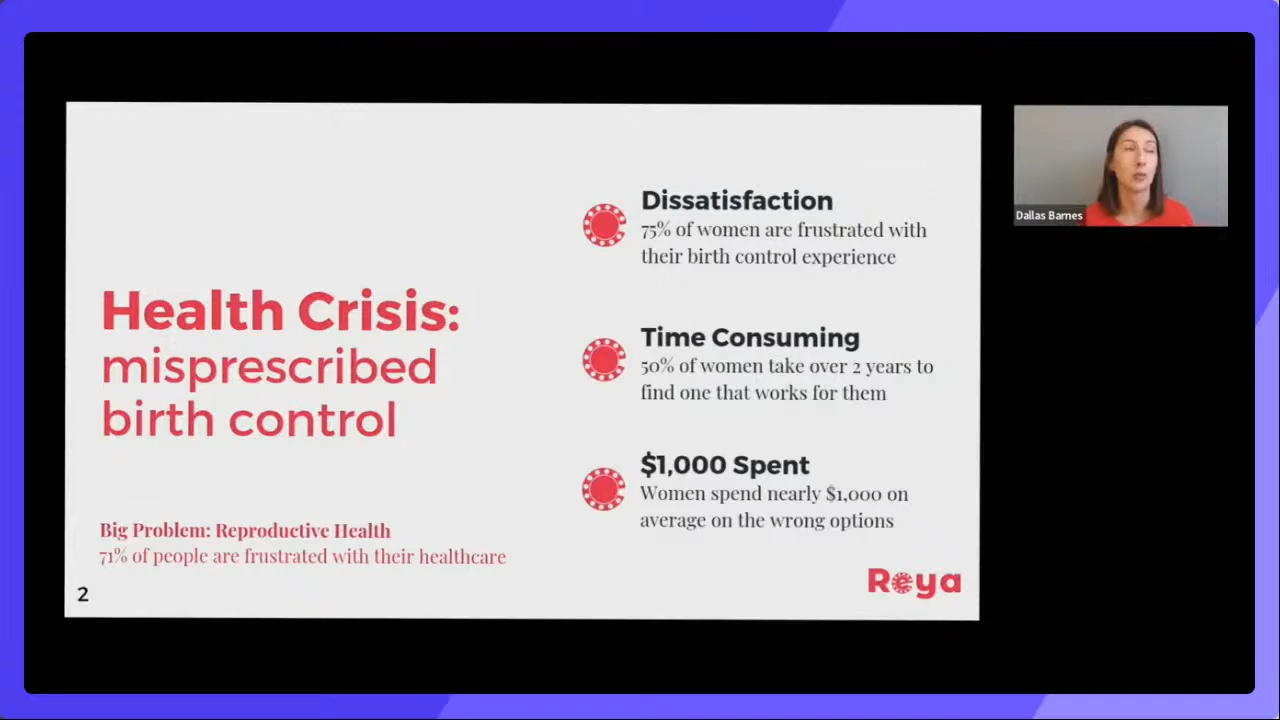 Health Crisis:
misprescribed
birth control
Big Problem: Reproductive Health
71% of people are frustrated with their healthcare
2
Dissatisfaction
75% of women are frustrated with
their birth control experience
Time Consuming
50% of women take over 2 years to
find one that works for them
$1,000 Spent
Women spend nearly $1,000 on
average on the wrong options
Reya
Dallas Barnes